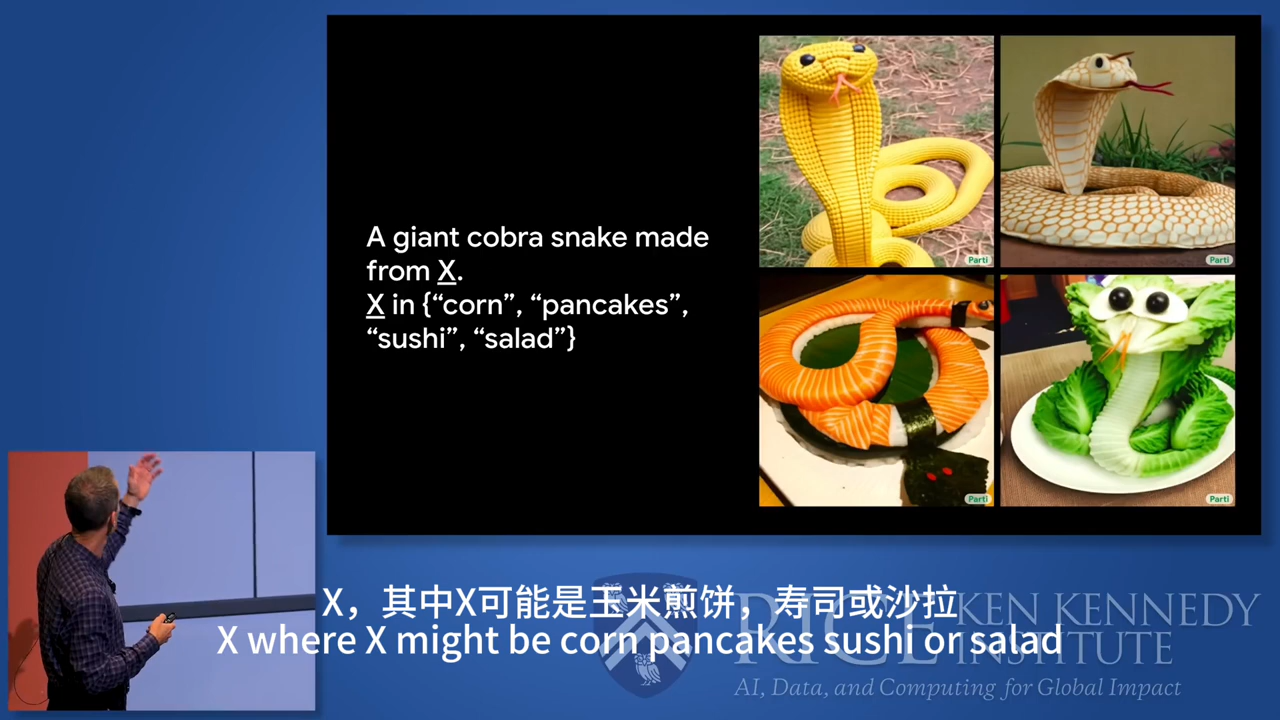 A giant cobra snake made
from X.
X in {“corn”, “pancakes”,
“sushi”, “salad”}
Parti
Parti
Parti
Parti
X，其中X可能是玉米煎饼，寿司或沙拉
X where X might be corn pancakes sushi or salad
RICE KEN KENNEDY
INSTITUTE
AI, Data, and Computing for Global Impact